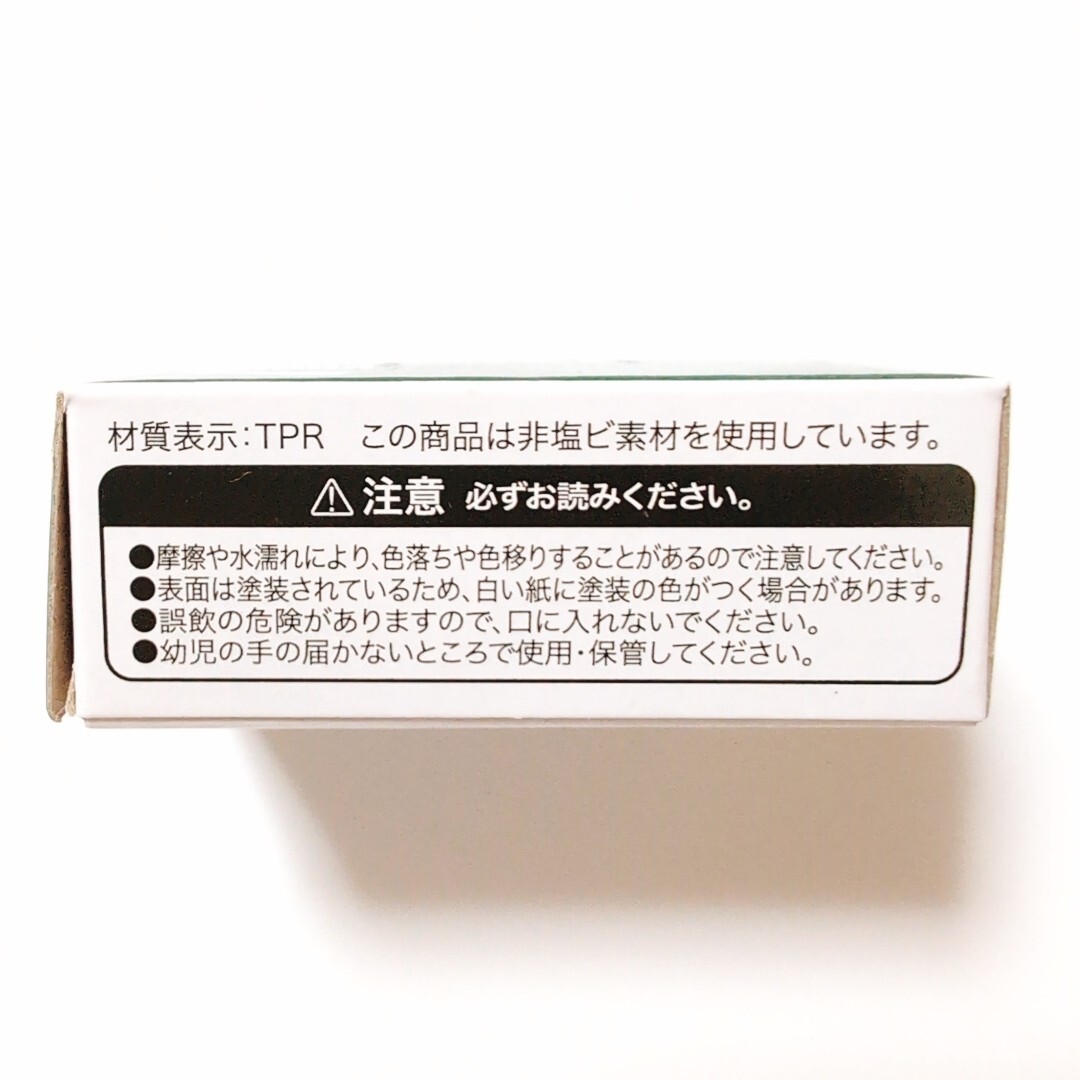 材質表示：TPR　この商品は非塩ビ素材を使用しています。
⚠注意 必ずお読みください。
●摩擦や水濡れにより、色落ちや色移りすることがあるので注意してください。
●表面は塗装されているため、白い紙に塗装の色がつく場合があります。
●誤飲の危険がありますので、口に入れないでください。
●幼児の手の届かないところで使用・保管してください。